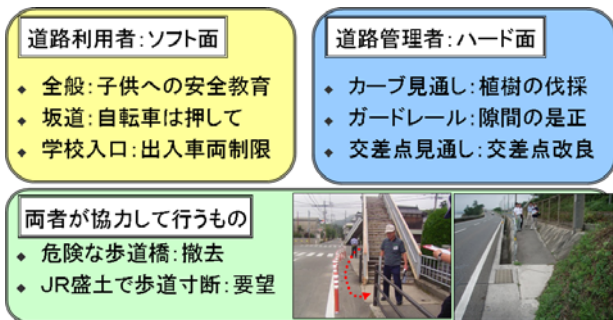 道路利用者:ソフト面
◆ 全般:子供への安全教育
◆ 坂道:自転車は押して
◆ 学校入口:出入車両制限
道路管理者:ハード面
◆ カーブ見通し:植樹の伐採
◆ ガードレール:隙間の是正
◆ 交差点見通し:交差点改良
両者が協力して行うもの
◆ 危険な歩道橋:撤去
◆ JR盛土で歩道寸断:要望